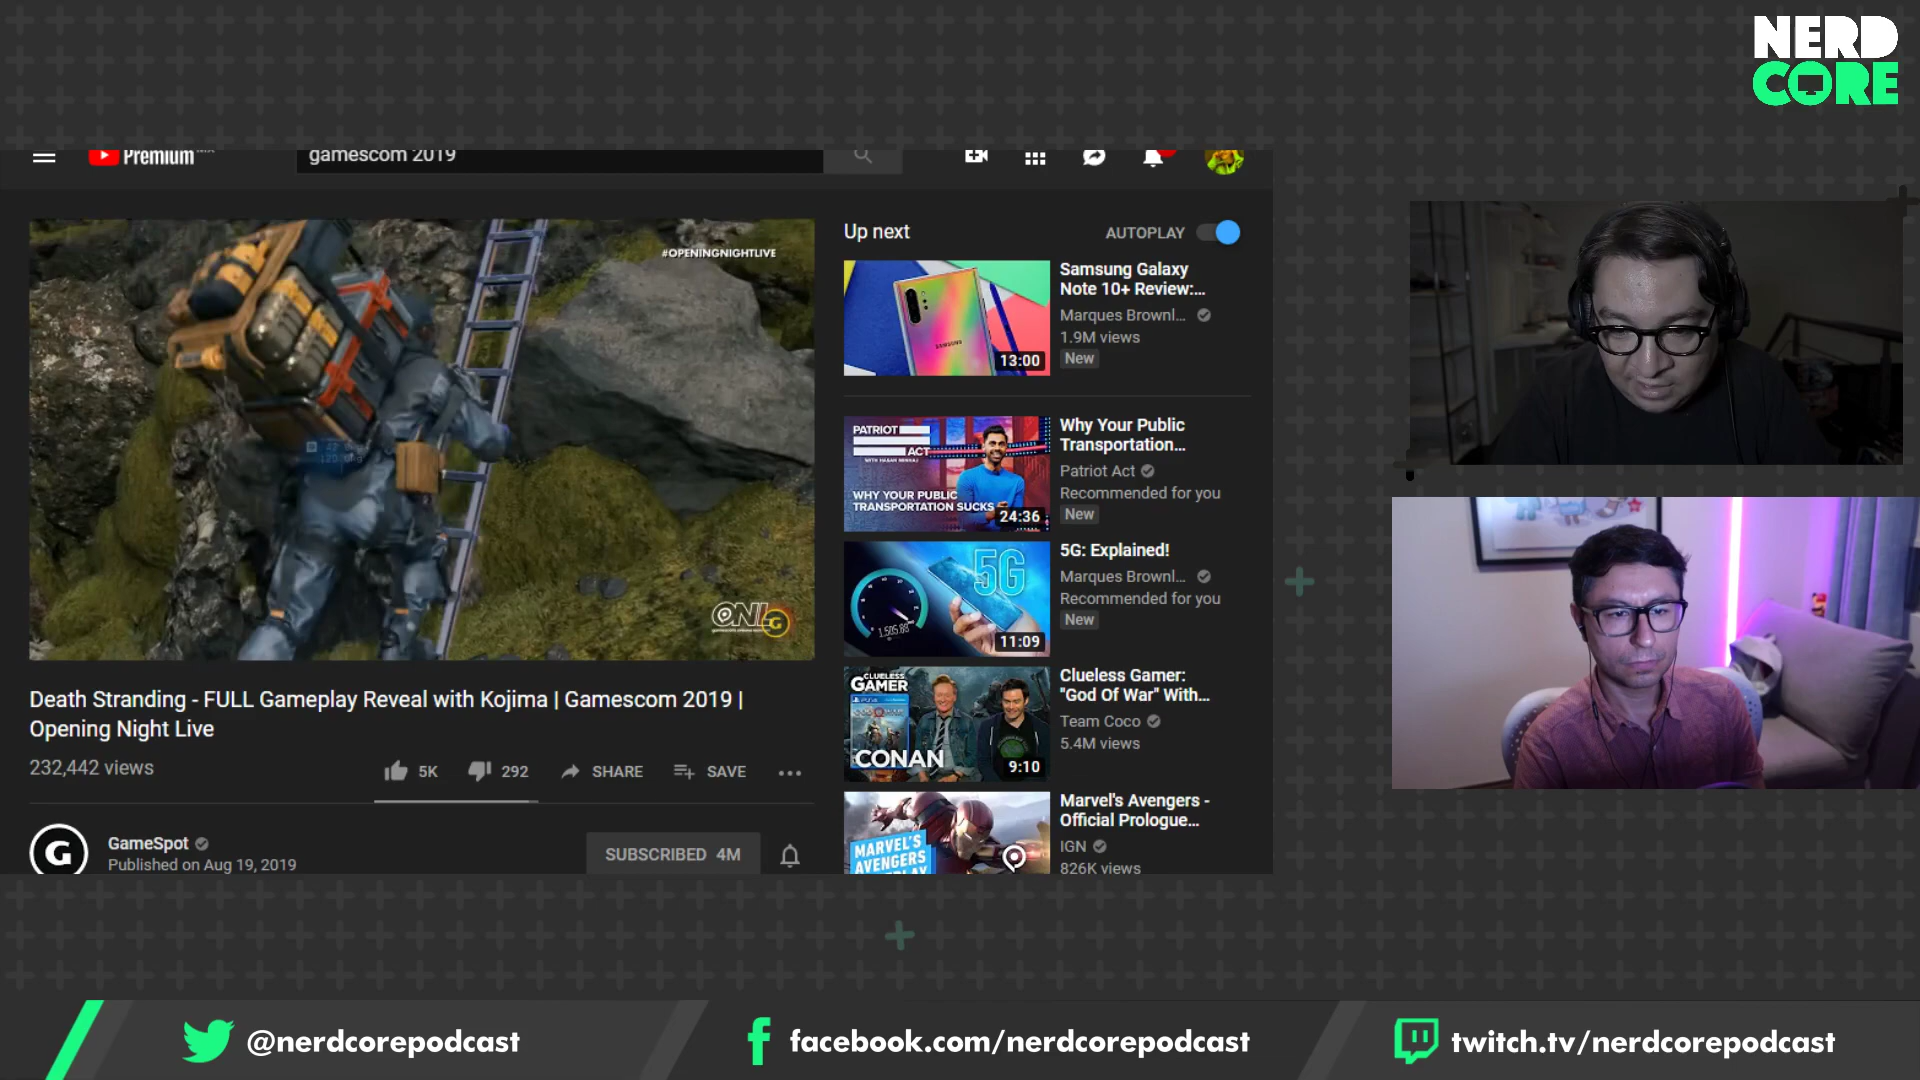 NERD
CORE
Premium
gamescom 2019
#OPENINGNIGHTLIVE
ONL
Death Stranding - FULL Gameplay Reveal with Kojima | Gamescom 2019 |
Opening Night Live
232,442 views
5K
292
SHARE
SAVE
G
GameSpot
Published on Aug 19, 2019
SUBSCRIBED 4M
Up next
AUTOPLAY
SAMSUNG
13:00
Samsung Galaxy
Note 10+ Review:...
Marques Brownl...
1.9M views
New
PATRIOT
ACT
WITH HASAN MINHAJ
WHY YOUR PUBLIC
TRANSPORTATION SUCKS
24:36
Why Your Public
Transportation...
Patriot Act
Recommended for you
New
5G
11:09
5G: Explained!
Marques Brownl...
Recommended for you
New
CLUELESS
GAMER
CONAN
9:10
Clueless Gamer:
"God Of War" With...
Team Coco
5.4M views
MARVEL'S
AVENGERS
Marvel's Avengers -
Official Prologue...
IGN
826K views
@nerdcorepodcast
facebook.com/nerdcorepodcast
twitch.tv/nerdcorepodcast